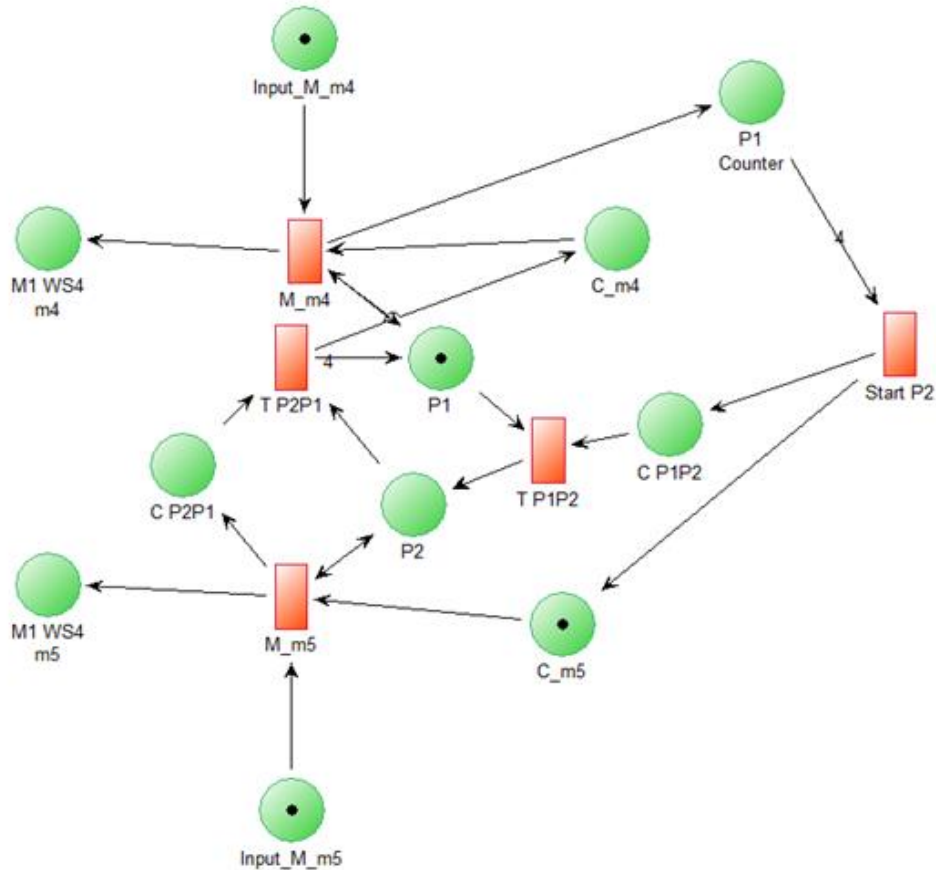 Input_M_m4
P1
Counter
M1 WS4
m4
M_m4
C_m4
4
4
T P2P1
P1
Start P2
C P1P2
T P1P2
C P2P1
P2
M1 WS4
m5
M_m5
C_m5
Input_M_m5